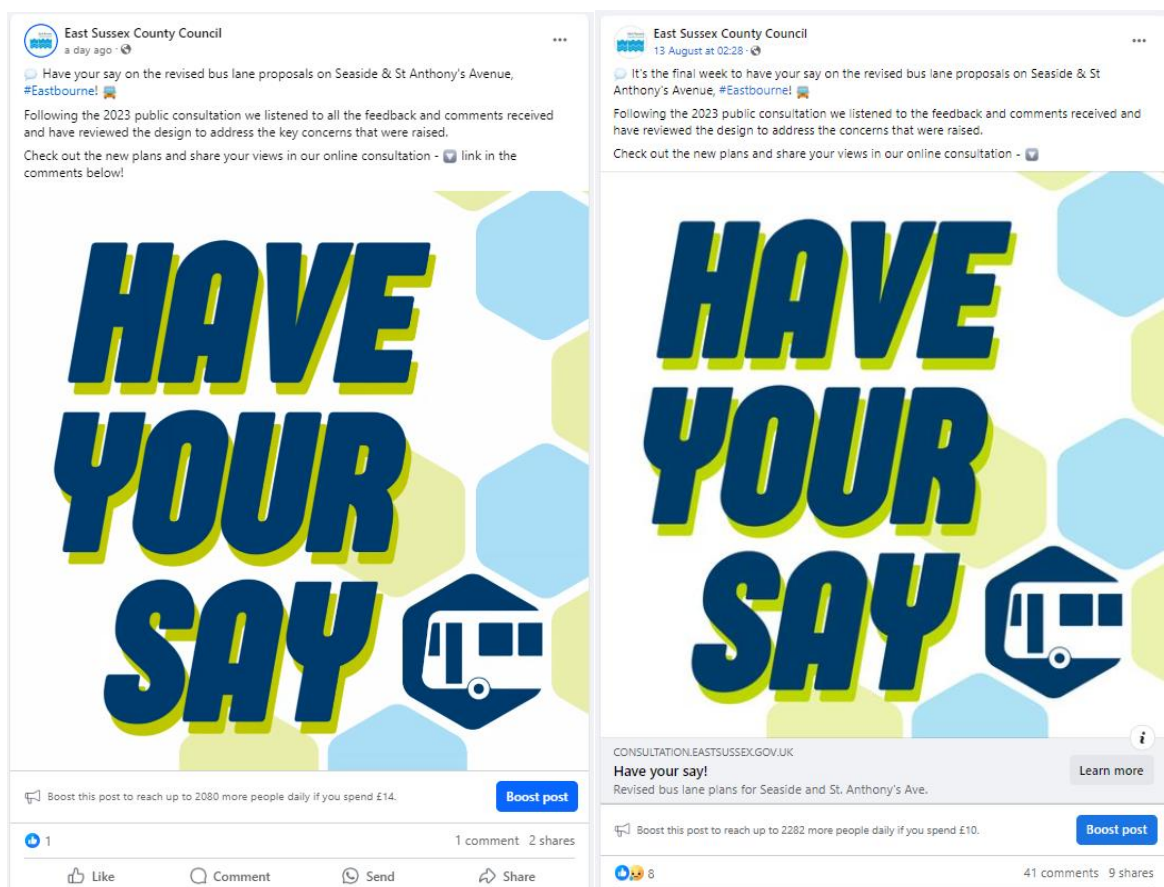 East Sussex County Council
a day ago ·
💬 Have your say on the revised bus lane proposals on Seaside & St Anthony's Avenue,
#Eastbourne! 🚍
Following the 2023 public consultation we listened to all the feedback and comments received
and have reviewed the design to address the key concerns that were raised.
Check out the new plans and share your views in our online consultation - 🔽 link in the
comments below!
HAVE
YOUR
SAY
Boost this post to reach up to 2080 more people daily if you spend £14.
Boost post
1
1 comment 2 shares
Like Comment Send Share
East Sussex County Council
13 August at 02:28 ·
💬 It's the final week to have your say on the revised bus lane proposals on Seaside & St
Anthony's Avenue, #Eastbourne! 🚍
Following the 2023 public consultation we listened to the feedback and comments received and
have reviewed the design to address the concerns that were raised.
Check out the new plans and share your views in our online consultation - 🔽
HAVE
YOUR
SAY
CONSULTATION.EASTSUSSEX.GOV.UK
Have your say!
Revised bus lane plans for Seaside and St. Anthony's Ave.
Learn more
Boost this post to reach up to 2282 more people daily if you spend £10.
Boost post
8
41 comments 9 shares